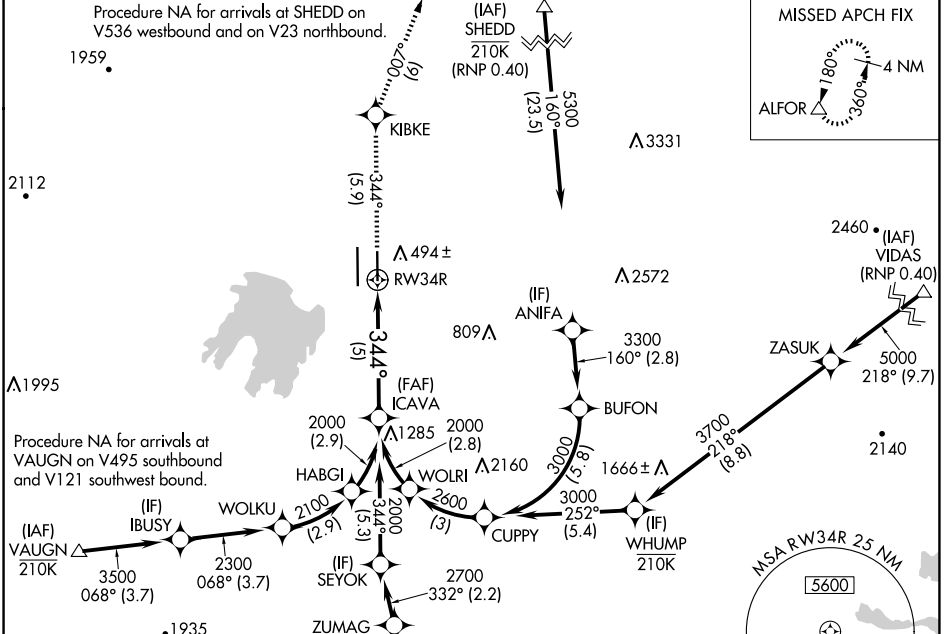 Procedure NA for arrivals at SHEDD on
V536 westbound and on V23 northbound.
1959
007°
(9)
KIBKE
(IAF)
SHEDD
210K
(RNP 0.40)
5300
160°
(23.5)
MISSED APCH FIX
180°
360°
4 NM
ALFOR
3331
2112
344°
(5.9)
494±
RW34R
2460
(IAF)
VIDAS
(RNP 0.40)
2572
(IF)
ANIFA
809
3300
160° (2.8)
ZASUK
5000
218° (9.7)
344°
(5)
1995
(FAF)
ICAVA
BUFON
3700
218°
(8.8)
2000
(2.9)
1285
2000
(2.8)
2140
Procedure NA for arrivals at
VAUGN on V495 southbound
and V121 southwest bound.
HABGI
WOLRI
2160
3000
(5.8)
1666±
(IF)
IBUSY
WOLKU
2100
(2.9)
2000
344°
(5.3)
2600
(3)
CUPPY
3000
252°
(5.4)
(IF)
WHUMP
210K
(IAF)
VAUGN
210K
3500
068° (3.7)
2300
068° (3.7)
(IF)
SEYOK
2700
332° (2.2)
ZUMAG
1935
MSA RW34R 25 NM
5600